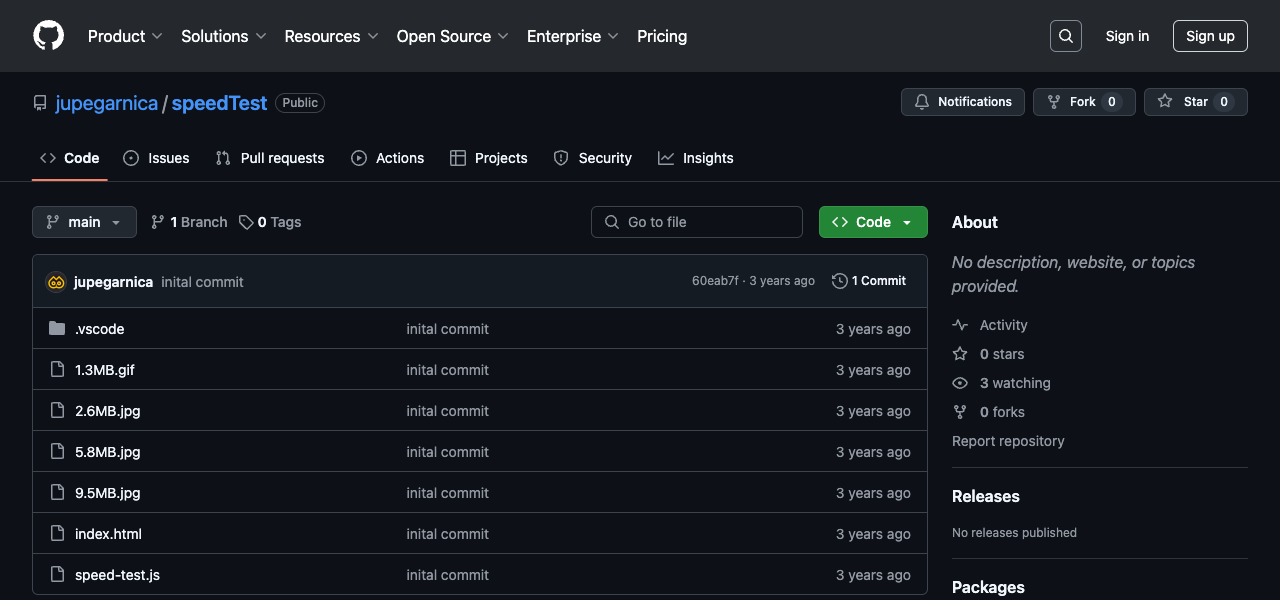 Product Solutions Resources Open Source Enterprise Pricing Sign in Sign up
jupegarnica / speedTest Public Notifications Fork 0 Star 0
Code Issues Pull requests Actions Projects Security Insights
main 1 Branch 0 Tags Go to file Code
jupegarnica inital commit 60eab7f · 3 years ago 1 Commit
.vscode inital commit 3 years ago
1.3MB.gif inital commit 3 years ago
2.6MB.jpg inital commit 3 years ago
5.8MB.jpg inital commit 3 years ago
9.5MB.jpg inital commit 3 years ago
index.html inital commit 3 years ago
speed-test.js inital commit 3 years ago
About
No description, website, or topics
provided.
Activity
0 stars
3 watching
0 forks
Report repository
Releases
No releases published
Packages